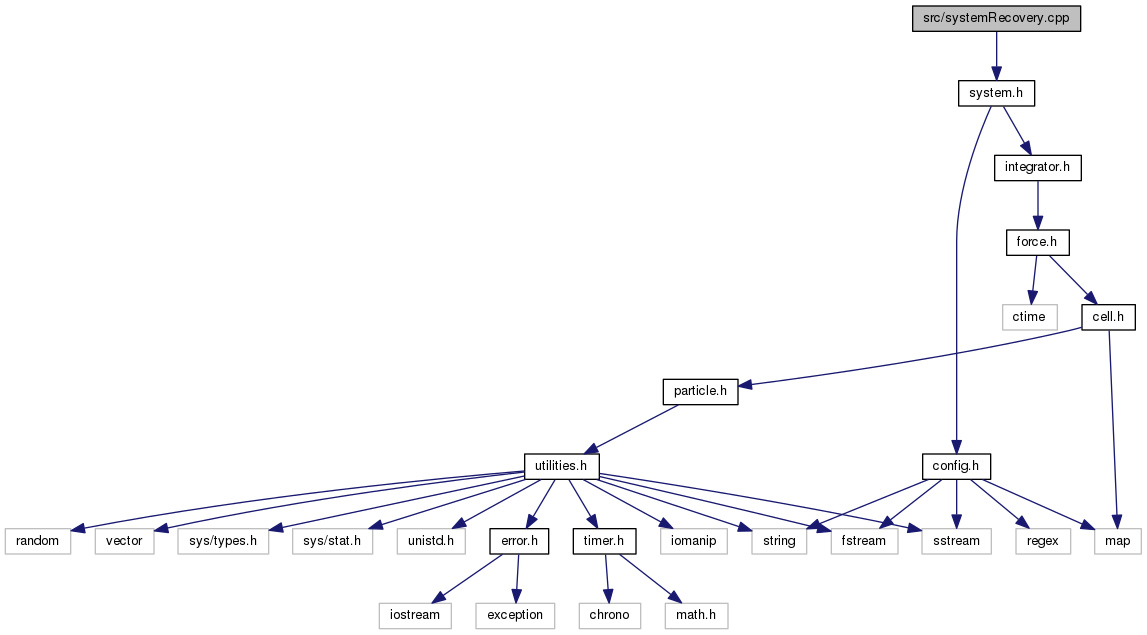 src/systemRecovery.cpp
system.h
integrator.h
force.h
ctime
cell.h
particle.h
utilities.h
config.h
random
vector
sys/types.h
sys/stat.h
unistd.h
error.h
timer.h
iomanip
string
fstream
sstream
regex
map
iostream
exception
chrono
math.h